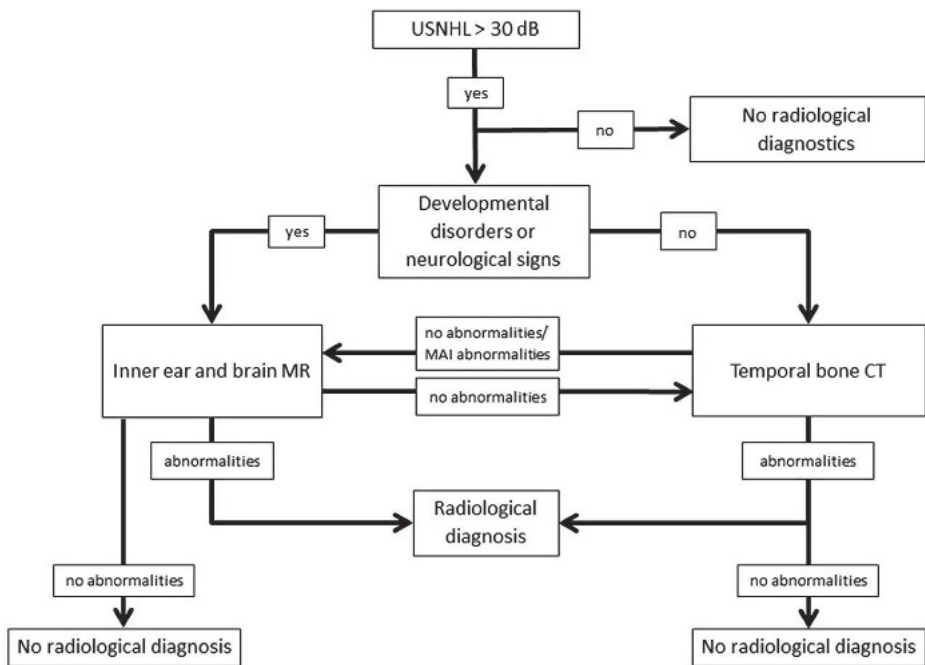 USNHL > 30 dB
yes
no
No radiological
diagnostics
Developmental
disorders or
neurological signs
yes
no
no abnormalities/
MAI abnormalities
Inner ear and brain MR
Temporal bone CT
no abnormalities
abnormalities
abnormalities
Radiological
diagnosis
no abnormalities
no abnormalities
No radiological diagnosis
No radiological diagnosis